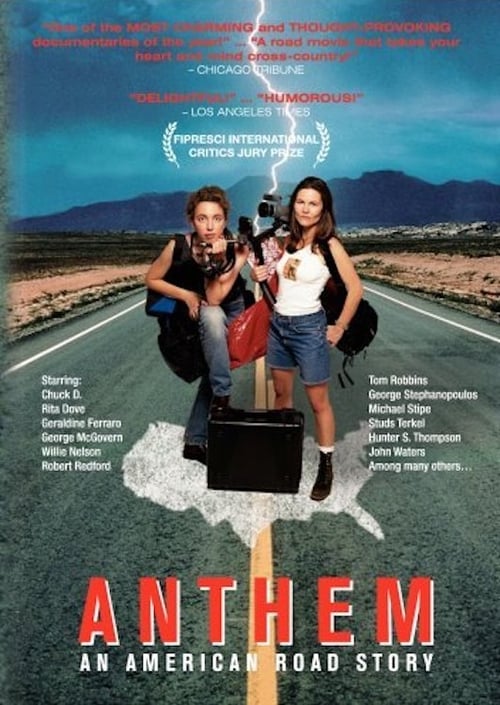 "One of the MOST CHARMING and THOUGHT-PROVOKING
documentaries of the year!" ... "A road movie that takes your
heart and mind cross-country!"
– CHICAGO TRIBUNE
"DELIGHTFUL!" ... "HUMOROUS!"
– LOS ANGELES TIMES
FIPRESCI INTERNATIONAL
CRITICS JURY PRIZE
Starring:
Chuck D.
Rita Dove
Geraldine Ferraro
George McGovern
Willie Nelson
Robert Redford
Tom Robbins
George Stephanopoulos
Michael Stipe
Studs Terkel
Hunter S. Thompson
John Waters
Among many others...
ANTHEM
AN AMERICAN ROAD STORY